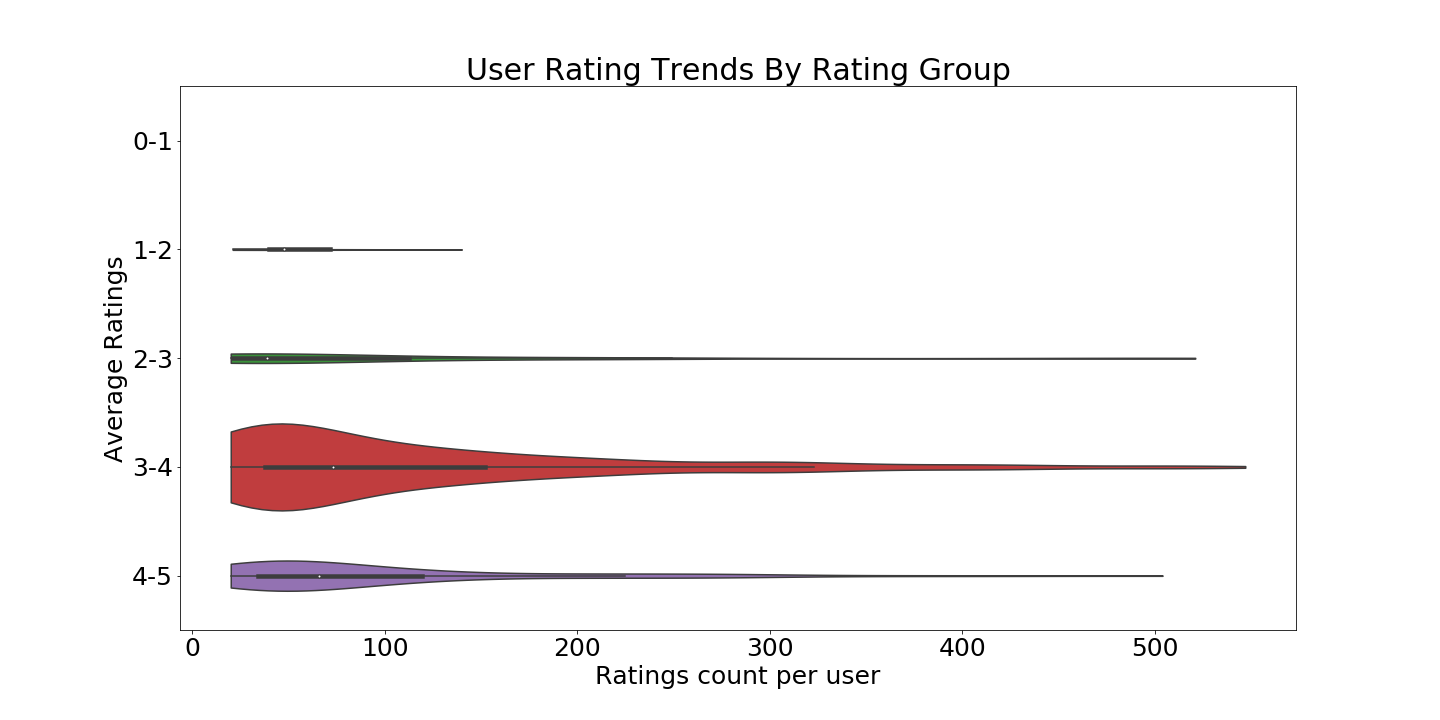 User Rating Trends By Rating Group
Average Ratings
0-1
1-2
2-3
3-4
4-5
0 100 200 300 400 500
Ratings count per user